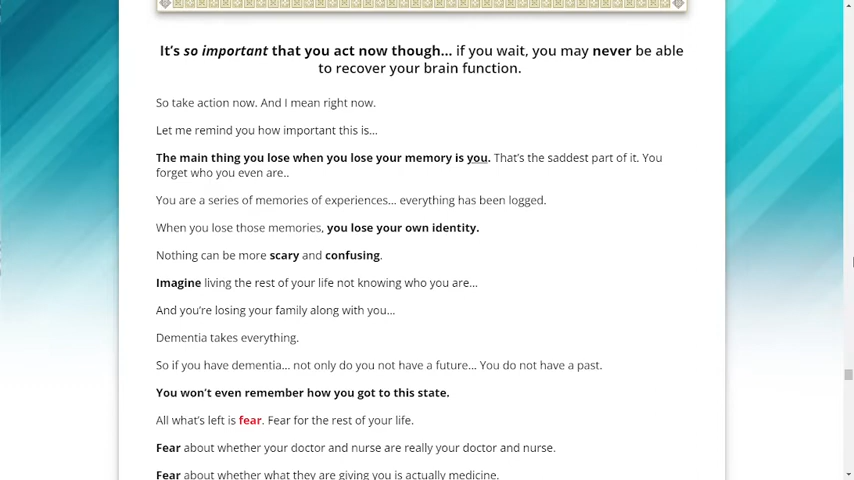 It's so important that you act now though... if you wait, you may never be able
to recover your brain function.
So take action now. And I mean right now.
Let me remind you how important this is...
The main thing you lose when you lose your memory is you. That's the saddest part of it. You
forget who you even are..
You are a series of memories of experiences... everything has been logged.
When you lose those memories, you lose your own identity.
Nothing can be more scary and confusing.
Imagine living the rest of your life not knowing who you are...
And you're losing your family along with you...
Dementia takes everything.
So if you have dementia... not only do you not have a future... You do not have a past.
You won't even remember how you got to this state.
All what's left is fear. Fear for the rest of your life.
Fear about whether your doctor and nurse are really your doctor and nurse.
Fear about whether what they are giving you is actually medicine.